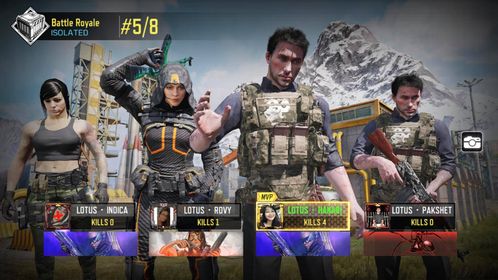 Battle Royale
ISOLATED
#5/8
LOTUS • INDICA
KILLS 0
LOTUS • ROVY
KILLS 1
MVP
LOTUS •
KILLS 4
LOTUS • PAKSHET
KILLS 0